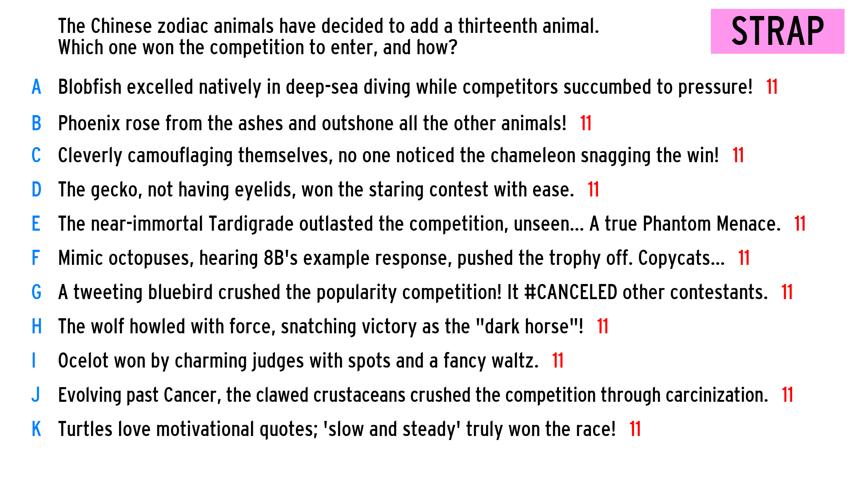 The Chinese zodiac animals have decided to add a thirteenth animal.
Which one won the competition to enter, and how?
STRAP
A Blobfish excelled natively in deep-sea diving while competitors succumbed to pressure! 11
B Phoenix rose from the ashes and outshone all the other animals! 11
C Cleverly camouflaging themselves, no one noticed the chameleon snagging the win! 11
D The gecko, not having eyelids, won the staring contest with ease. 11
E The near-immortal Tardigrade outlasted the competition, unseen... A true Phantom Menace. 11
F Mimic octopuses, hearing 8B's example response, pushed the trophy off. Copycats... 11
G A tweeting bluebird crushed the popularity competition! It #CANCELED other contestants. 11
H The wolf howled with force, snatching victory as the "dark horse"! 11
I Ocelot won by charming judges with spots and a fancy waltz. 11
J Evolving past Cancer, the clawed crustaceans crushed the competition through carcinization. 11
K Turtles love motivational quotes; 'slow and steady' truly won the race! 11